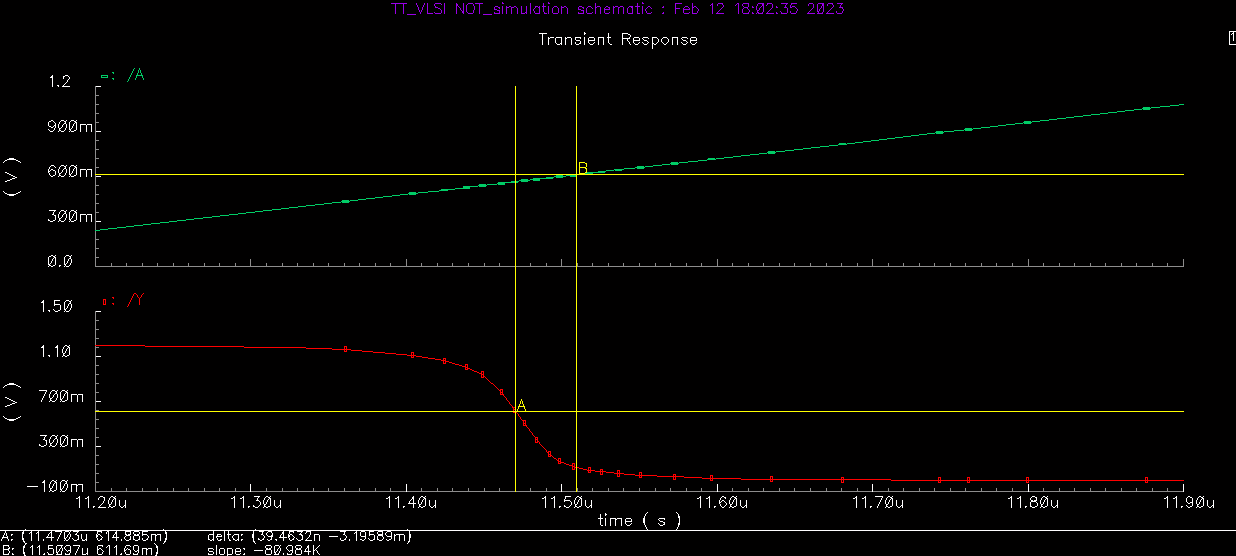 TT_VLSI NOT_simulation schematic : Feb 12 18:02:35 2023
Transient Response
1
▭: /A
1.2
900m
600m
300m
0.0
(V)
B
▯: /Y
1.50
1.10
700m
300m
-100m
(V)
A
11.20u 11.30u 11.40u 11.50u 11.60u 11.70u 11.80u 11.90u
time ( s )
A: (11.4703u 614.885m) delta: (39.4632n -3.19589m)
B: (11.5097u 611.69m) slope: -80.984K